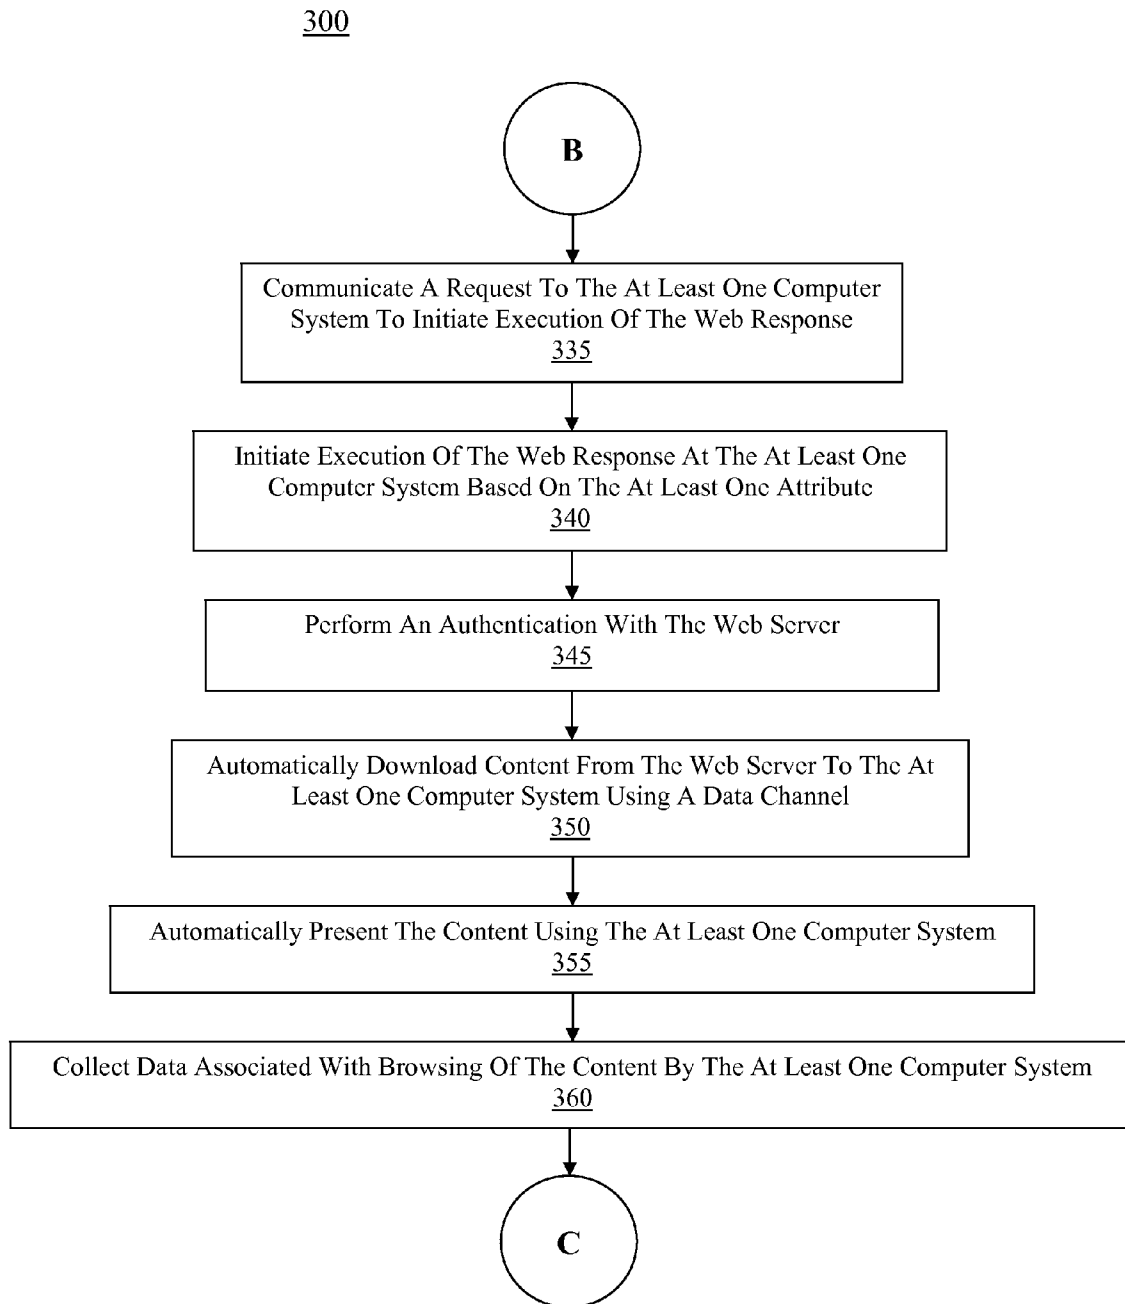 300
B
Communicate A Request To The At Least One Computer
System To Initiate Execution Of The Web Response
335
Initiate Execution Of The Web Response At The At Least One
Computer System Based On The At Least One Attribute
340
Perform An Authentication With The Web Server
345
Automatically Download Content From The Web Server To The At
Least One Computer System Using A Data Channel
350
Automatically Present The Content Using The At Least One Computer System
355
Collect Data Associated With Browsing Of The Content By The At Least One Computer System
360
C